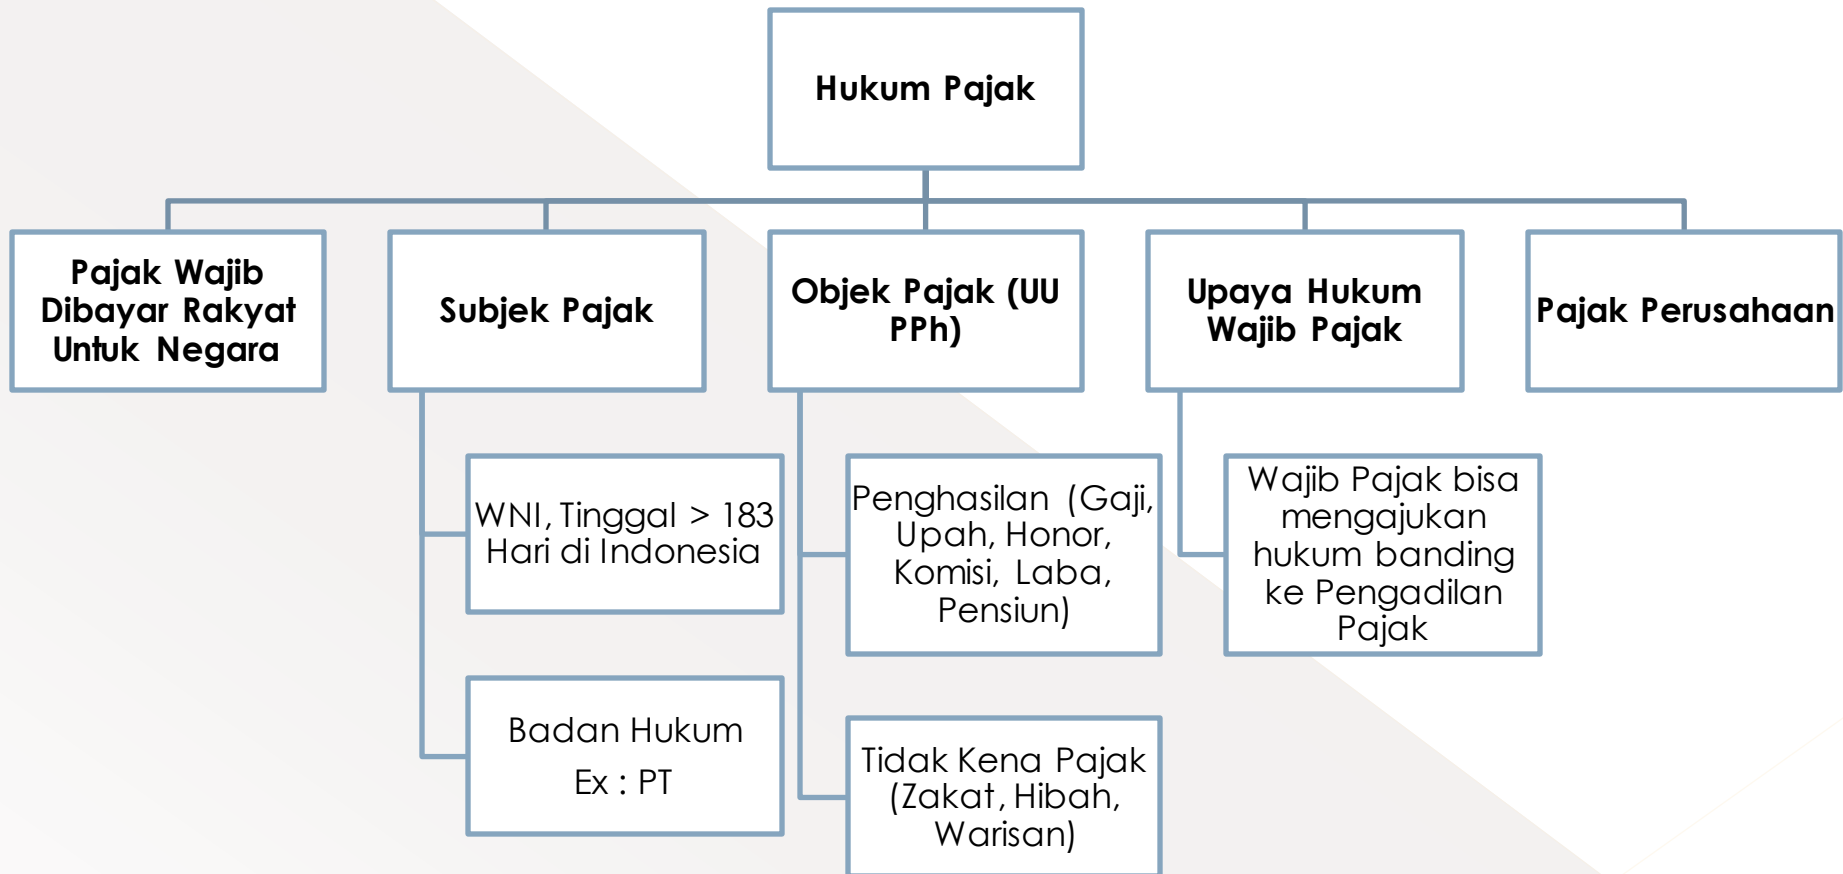 Hukum Pajak
Pajak Wajib
Dibayar Rakyat
Untuk Negara
Subjek Pajak
Objek Pajak (UU
PPh)
Upaya Hukum
Wajib Pajak
Pajak Perusahaan
WNI, Tinggal > 183
Hari di Indonesia
Badan Hukum
Ex : PT
Penghasilan (Gaji,
Upah, Honor,
Komisi, Laba,
Pensiun)
Tidak Kena Pajak
(Zakat, Hibah,
Warisan)
Wajib Pajak bisa
mengajukan
hukum banding
ke Pengadilan
Pajak